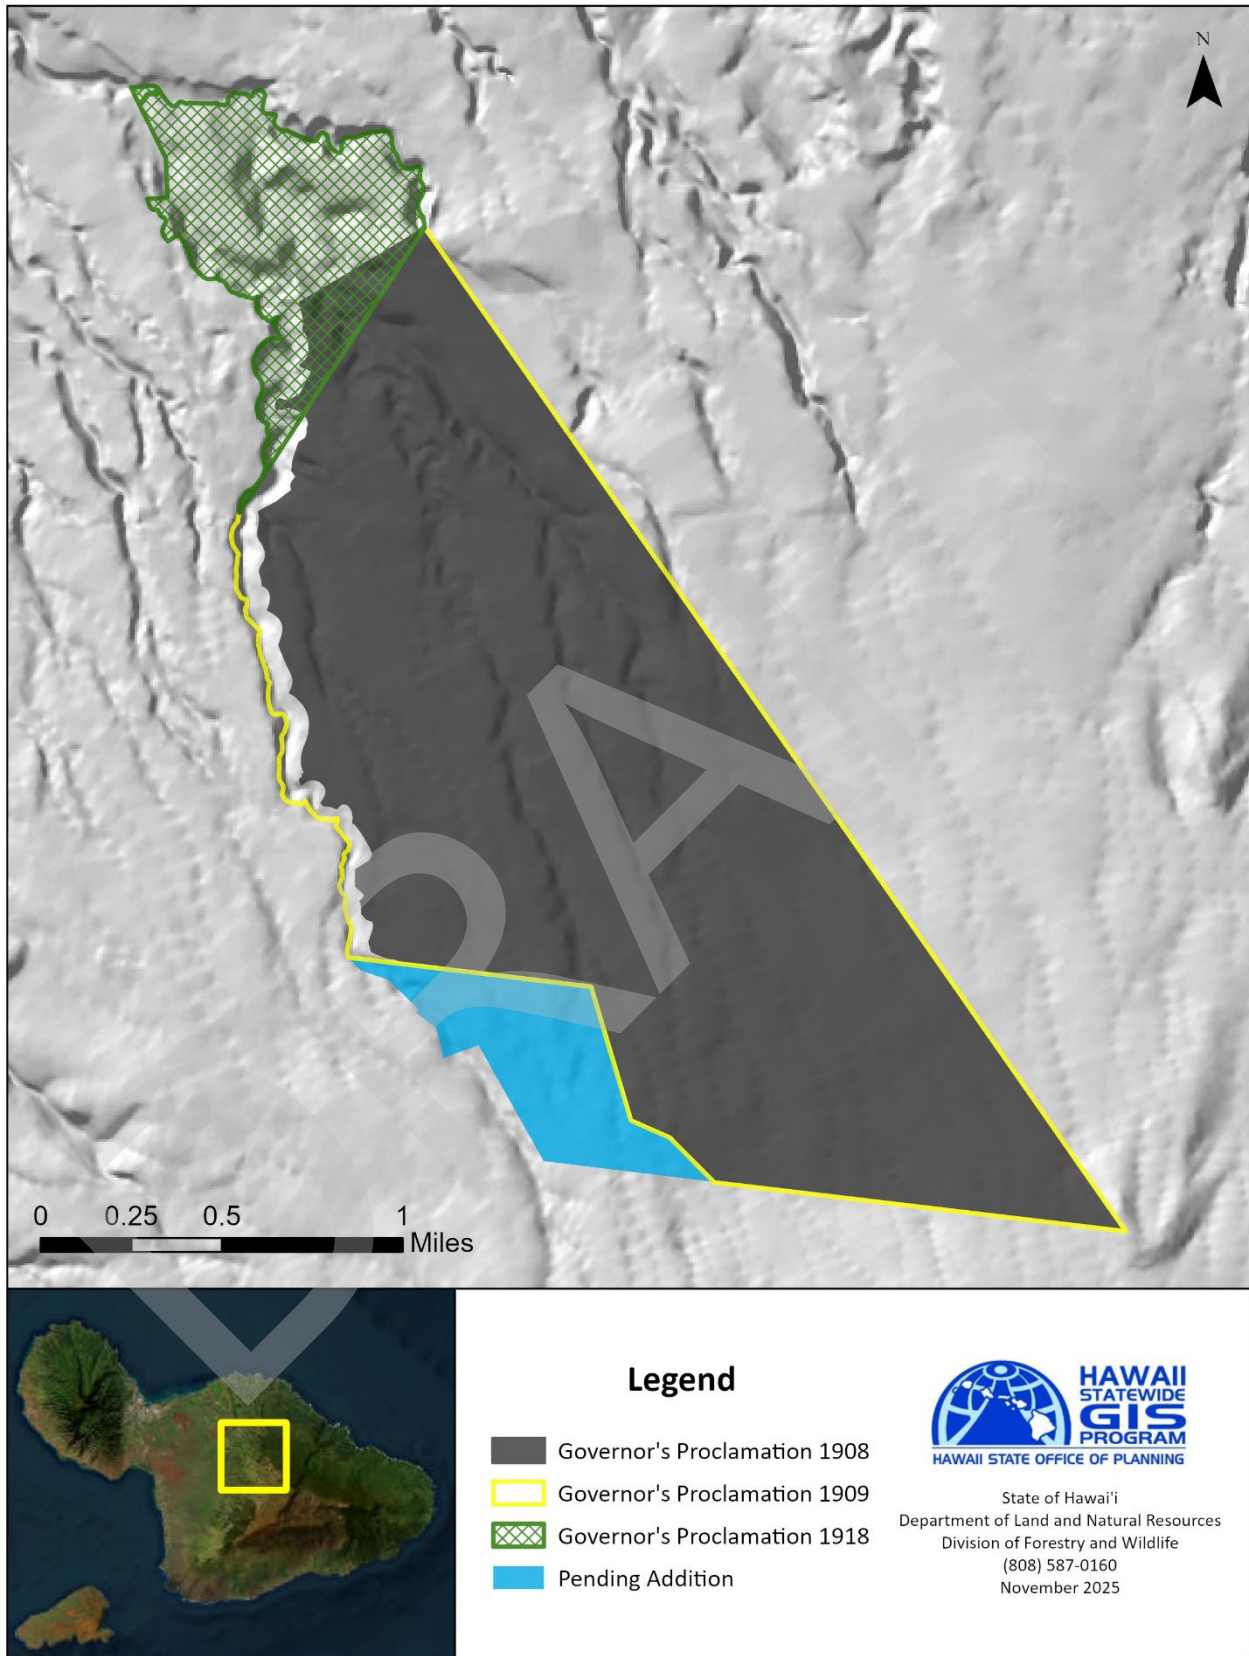 N
DRAFT
0 0.25 0.5 1
Miles
Legend
Governor's Proclamation 1908
Governor's Proclamation 1909
Governor's Proclamation 1918
Pending Addition
HAWAII
STATEWIDE
GIS
PROGRAM
HAWAII STATE OFFICE OF PLANNING
State of Hawai'i
Department of Land and Natural Resources
Division of Forestry and Wildlife
(808) 587-0160
November 2025